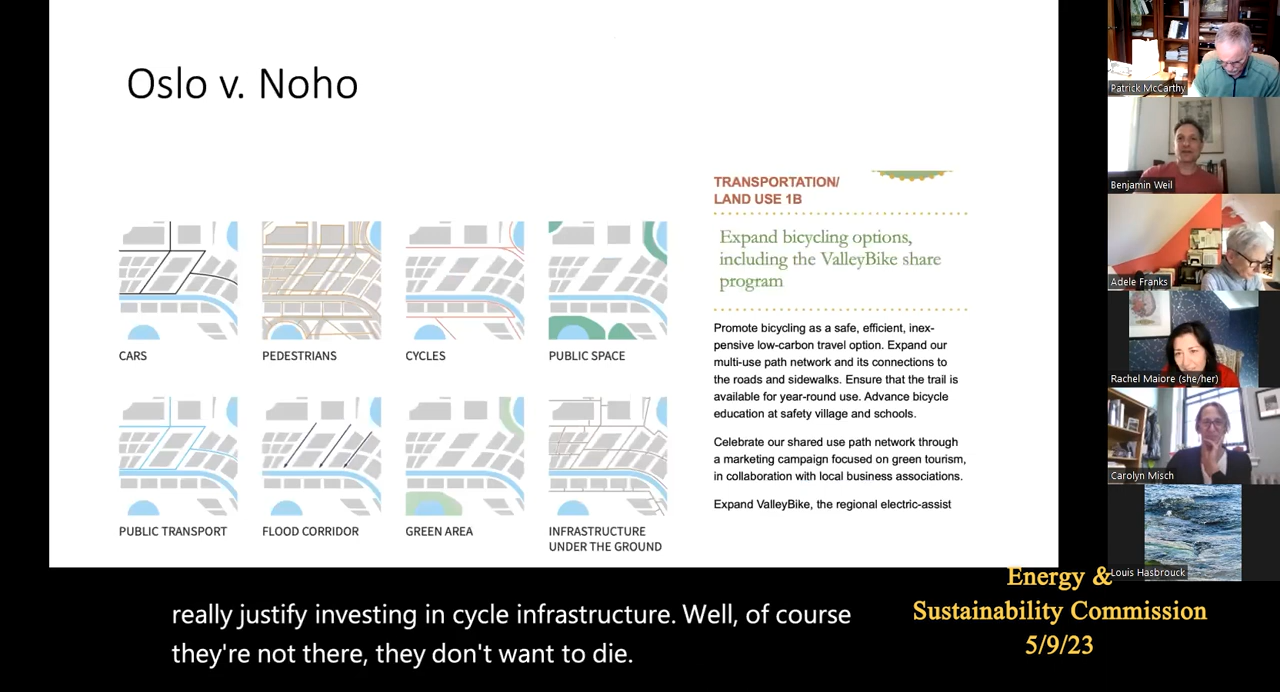 Oslo v. Noho
CARS
PEDESTRIANS
CYCLES
PUBLIC SPACE
PUBLIC TRANSPORT
FLOOD CORRIDOR
GREEN AREA
INFRASTRUCTURE
UNDER THE GROUND
TRANSPORTATION/
LAND USE 1B
Expand bicycling options,
including the ValleyBike share
program
Promote bicycling as a safe, efficient, inex-
pensive low-carbon travel option. Expand our
multi-use path network and its connections to
the roads and sidewalks. Ensure that the trail is
available for year-round use. Advance bicycle
education at safety village and schools.
Celebrate our shared use path network through
a marketing campaign focused on green tourism,
in collaboration with local business associations.
Expand ValleyBike, the regional electric-assist
Patrick McCarthy
Benjamin Weil
Adele Franks
Rachel Maiore (she/her)
Carolyn Misch
Louis Hasbrouck
really justify investing in cycle infrastructure. Well, of course
they're not there, they don't want to die.
Energy &
Sustainability Commission
5/9/23